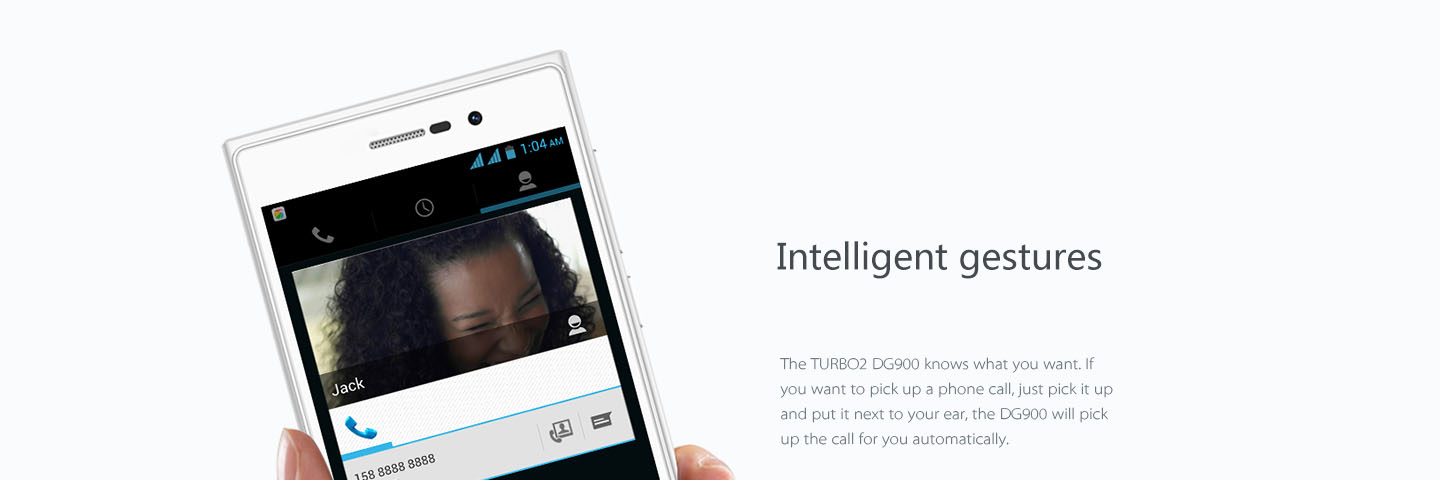 1:04 AM
Jack
158 8888 8888
Intelligent gestures
The TURBO2 DG900 knows what you want. If
you want to pick up a phone call, just pick it up
and put it next to your ear, the DG900 will pick
up the call for you automatically.